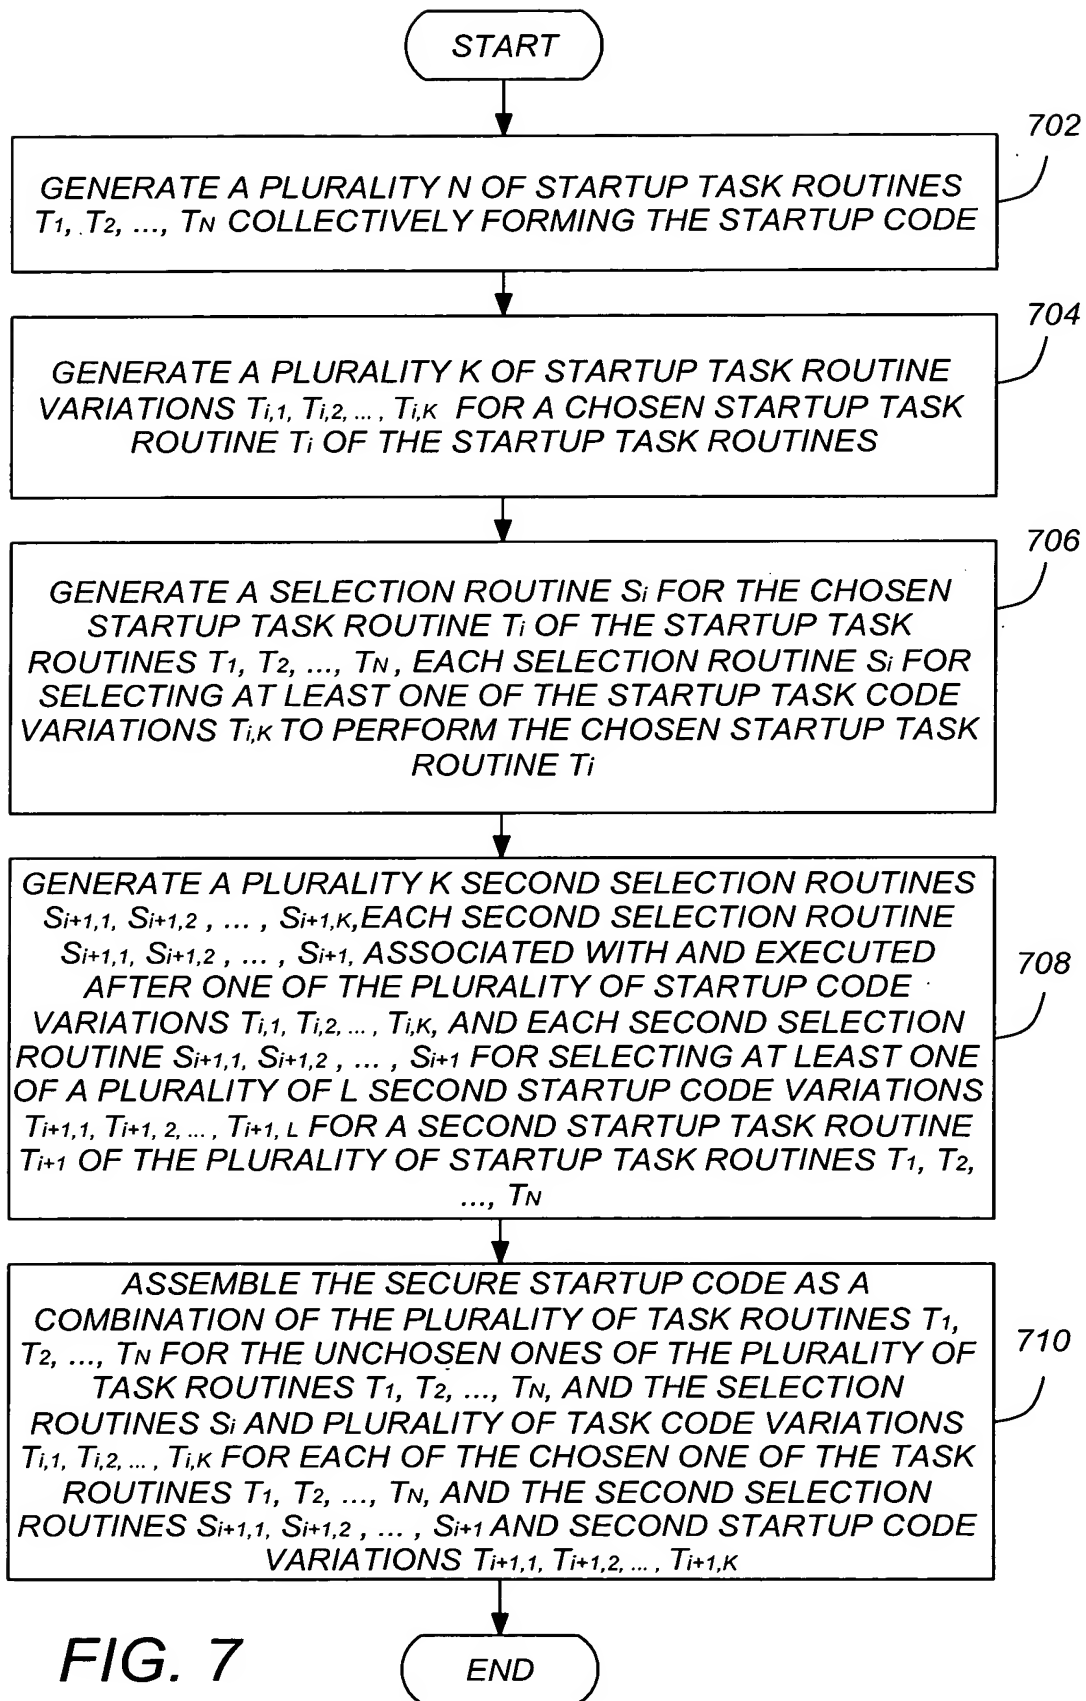 START
702
GENERATE A PLURALITY N OF STARTUP TASK ROUTINES
T1, T2, ..., TN COLLECTIVELY FORMING THE STARTUP CODE
704
GENERATE A PLURALITY K OF STARTUP TASK ROUTINE
VARIATIONS Ti,1, Ti,2, ... , Ti,K FOR A CHOSEN STARTUP TASK
ROUTINE Ti OF THE STARTUP TASK ROUTINES
706
GENERATE A SELECTION ROUTINE Si FOR THE CHOSEN
STARTUP TASK ROUTINE Ti OF THE STARTUP TASK
ROUTINES T1, T2, ..., TN, EACH SELECTION ROUTINE Si FOR
SELECTING AT LEAST ONE OF THE STARTUP TASK CODE
VARIATIONS Ti,K TO PERFORM THE CHOSEN STARTUP TASK
ROUTINE Ti
GENERATE A PLURALITY K SECOND SELECTION ROUTINES
Si+1,1, Si+1,2 , ... , Si+1,K, EACH SECOND SELECTION ROUTINE
Si+1,1, Si+1,2 , ... , Si+1, ASSOCIATED WITH AND EXECUTED
AFTER ONE OF THE PLURALITY OF STARTUP CODE
VARIATIONS Ti,1, Ti,2, ... , Ti,K, AND EACH SECOND SELECTION
ROUTINE Si+1,1, Si+1,2 , ... , Si+1 FOR SELECTING AT LEAST ONE
OF A PLURALITY OF L SECOND STARTUP CODE VARIATIONS
Ti+1,1, Ti+1, 2, ... , Ti+1, L FOR A SECOND STARTUP TASK ROUTINE
Ti+1 OF THE PLURALITY OF STARTUP TASK ROUTINES T1, T2,
..., TN
708
ASSEMBLE THE SECURE STARTUP CODE AS A
COMBINATION OF THE PLURALITY OF TASK ROUTINES T1,
T2, ..., TN FOR THE UNCHOSEN ONES OF THE PLURALITY OF
TASK ROUTINES T1, T2, ..., TN, AND THE SELECTION
ROUTINES Si AND PLURALITY OF TASK CODE VARIATIONS
Ti,1, Ti,2, ... , Ti,K FOR EACH OF THE CHOSEN ONE OF THE TASK
ROUTINES T1, T2, ..., TN, AND THE SECOND SELECTION
ROUTINES Si+1,1, Si+1,2 , ... , Si+1 AND SECOND STARTUP CODE
VARIATIONS Ti+1,1, Ti+1,2, ... , Ti+1,K
710
FIG. 7
END